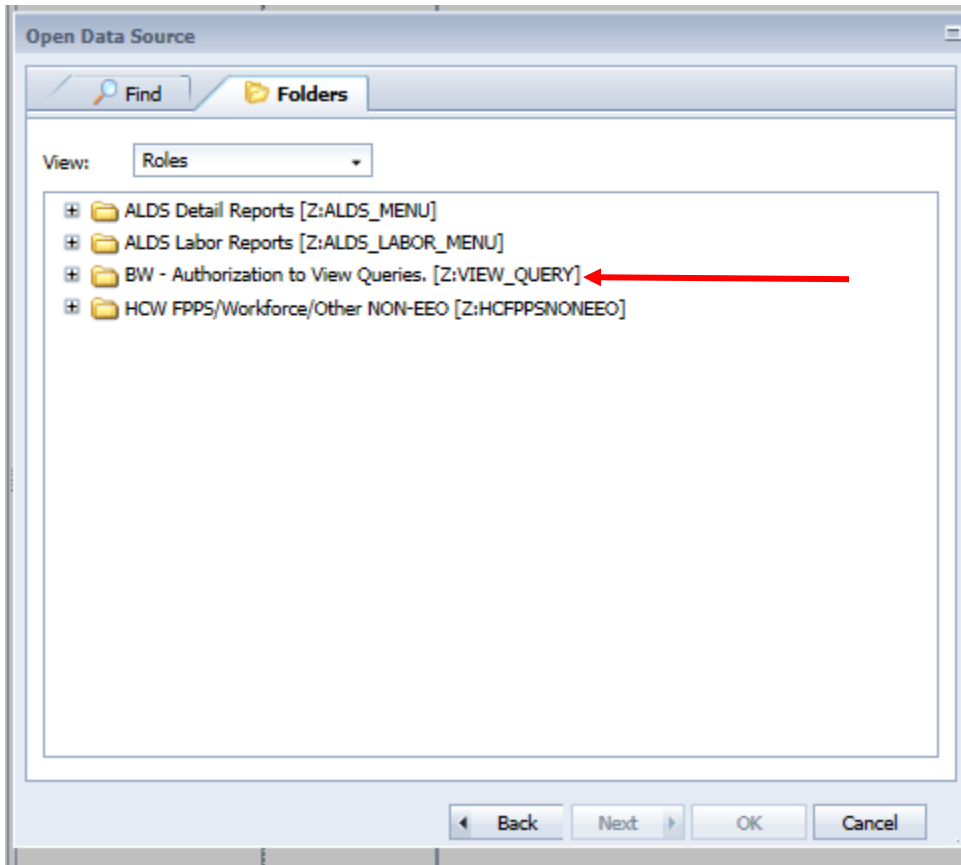 Open Data Source
Find Folders
View: Roles
ALDS Detail Reports [Z:ALDS_MENU]
ALDS Labor Reports [Z:ALDS_LABOR_MENU]
BW - Authorization to View Queries. [Z:VIEW_QUERY]
HCW FPPS/Workforce/Other NON-EEO [Z:HCFPPSNONEEO]
Back Next OK Cancel